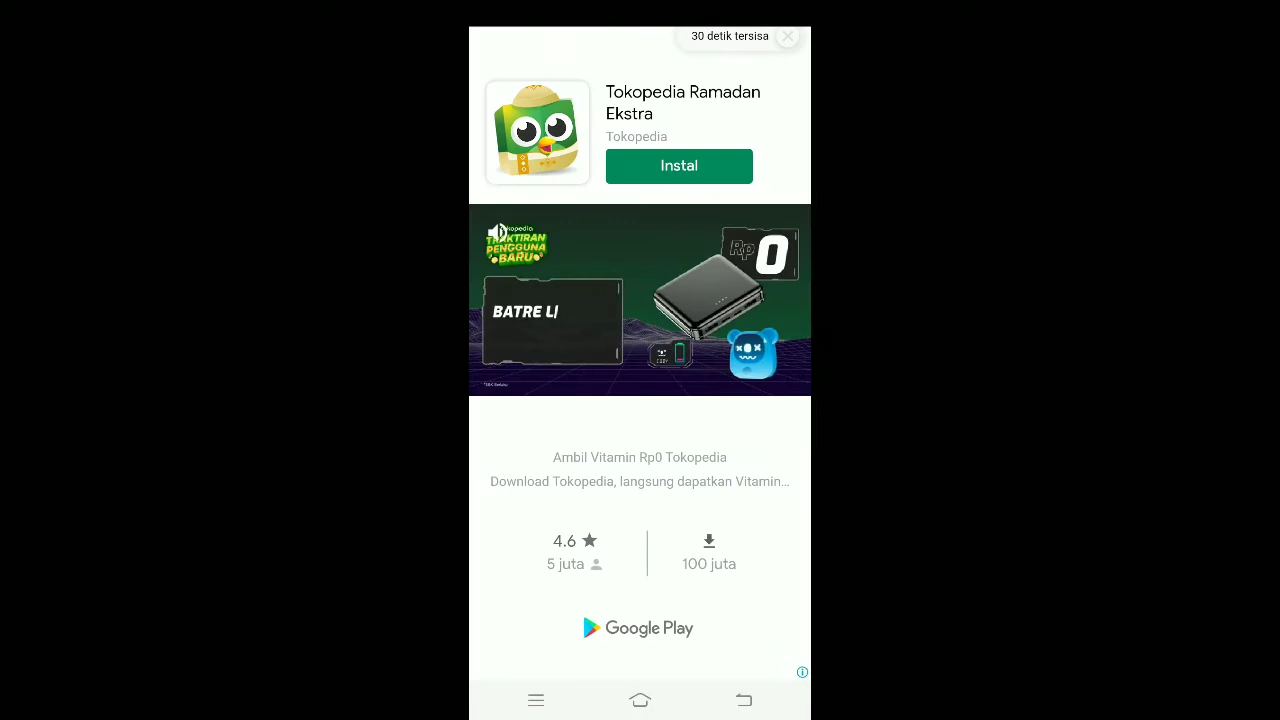 30 detik tersisa
Tokopedia Ramadan
Ekstra
Tokopedia
Instal
TRAKTIRAN
PENGGUNA
BARU
Rp 0
BATRE L
Ambil Vitamin Rp0 Tokopedia
Download Tokopedia, langsung dapatkan Vitamin...
4.6
5 juta
100 juta
Google Play